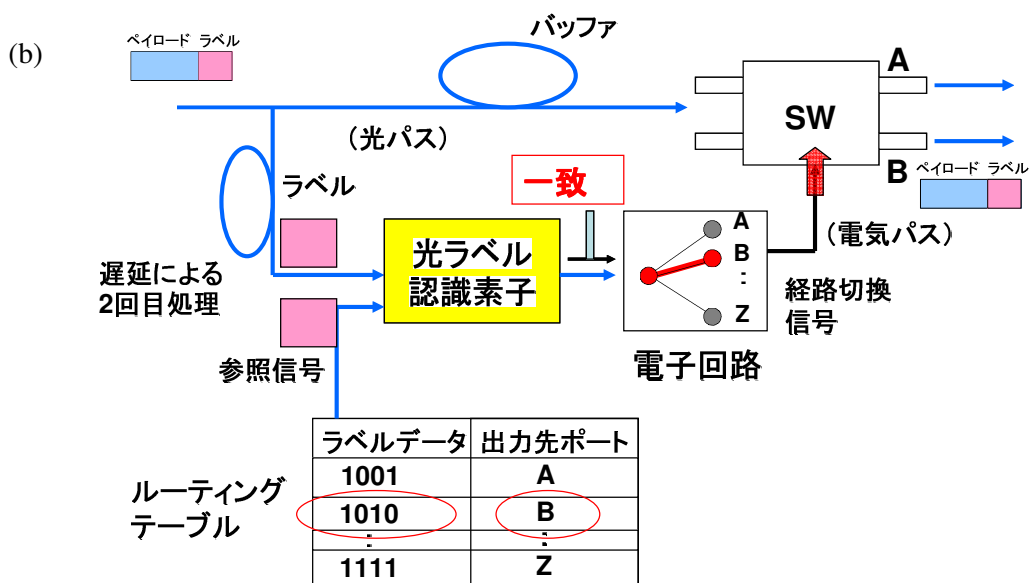 (b)
ペイロード ラベル
バッファ
(光パス)
SW
A
B
ペイロード ラベル
ラベル
一致
遅延による
2回目処理
光ラベル
認識素子
A
B
:
Z
(電気パス)
経路切換
信号
参照信号
電子回路
ルーティング
テーブル
ラベルデータ 出力先ポート
1001 A
1010 B
: :
1111 Z